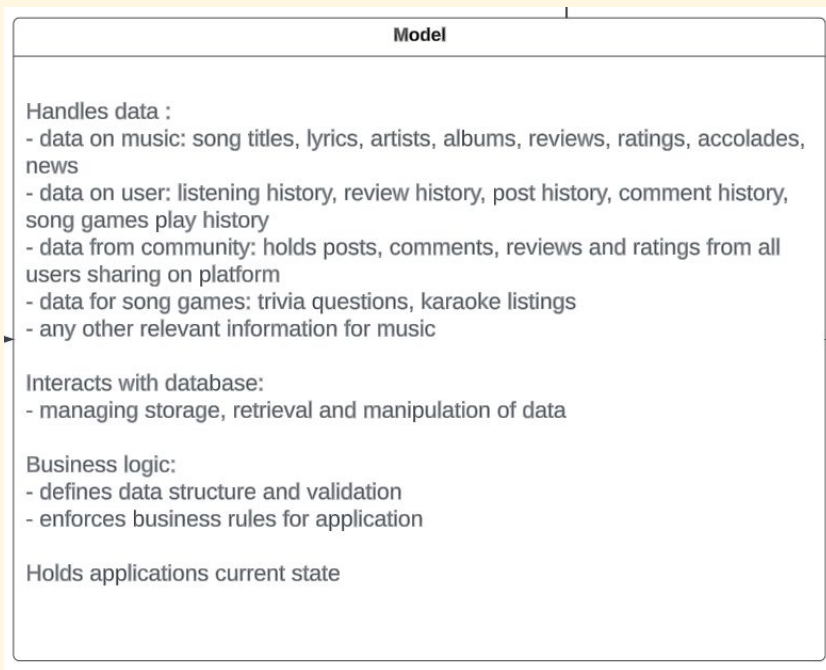 Model
Handles data :
- data on music: song titles, lyrics, artists, albums, reviews, ratings, accolades,
news
- data on user: listening history, review history, post history, comment history,
song games play history
- data from community: holds posts, comments, reviews and ratings from all
users sharing on platform
- data for song games: trivia questions, karaoke listings
- any other relevant information for music
Interacts with database:
- managing storage, retrieval and manipulation of data
Business logic:
- defines data structure and validation
- enforces business rules for application
Holds applications current state